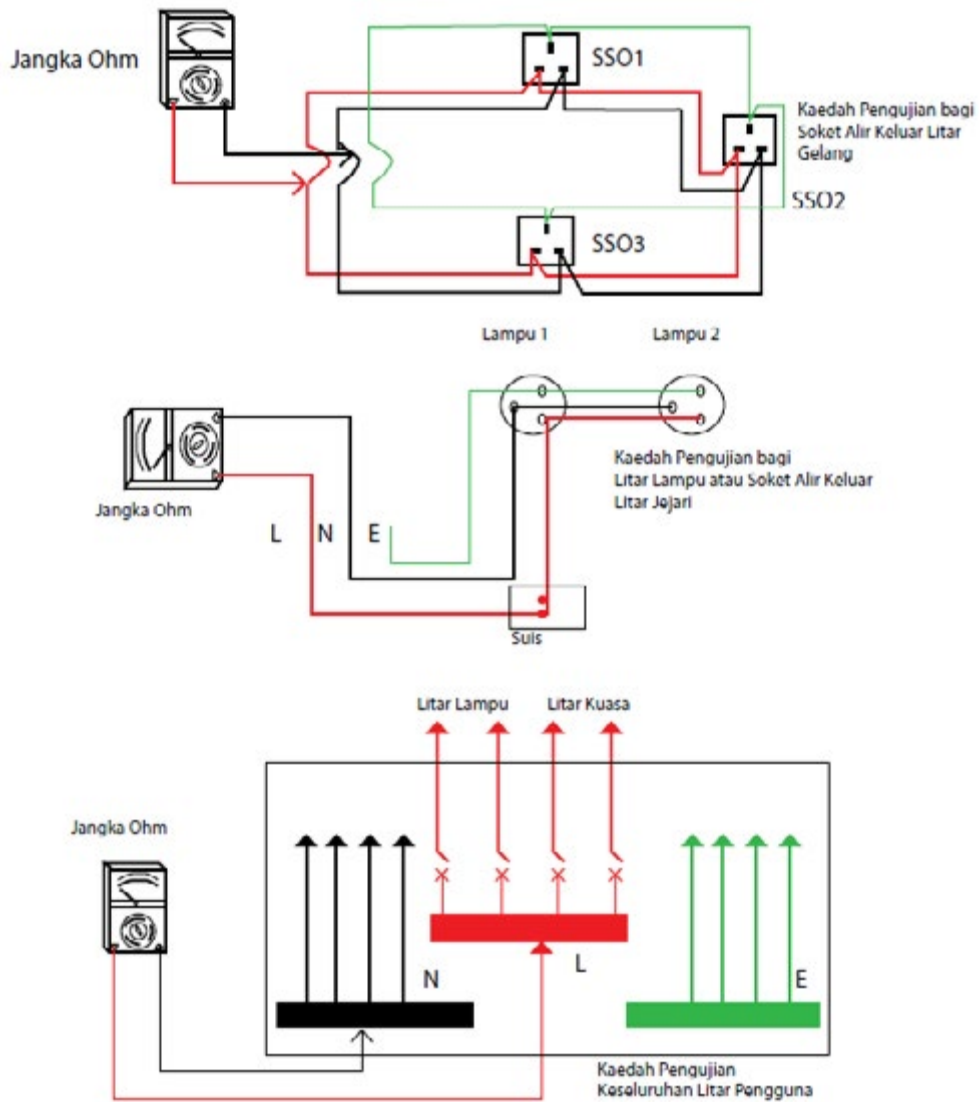 Jangka Ohm
SSO1
Kaedah Pengujian bagi
Soket Alir Keluar Litar
Gelang
SSO2
SSO3
Lampu 1
Lampu 2
Jangka Ohm
L
N
E
Kaedah Pengujian bagi
Litar Lampu atau Soket Alir Keluar
Litar Jejari
Suis
Litar Lampu
Litar Kuasa
Jangka Ohm
N
L
E
Kaedah Pengujian
Keseluruhan Litar Pengguna